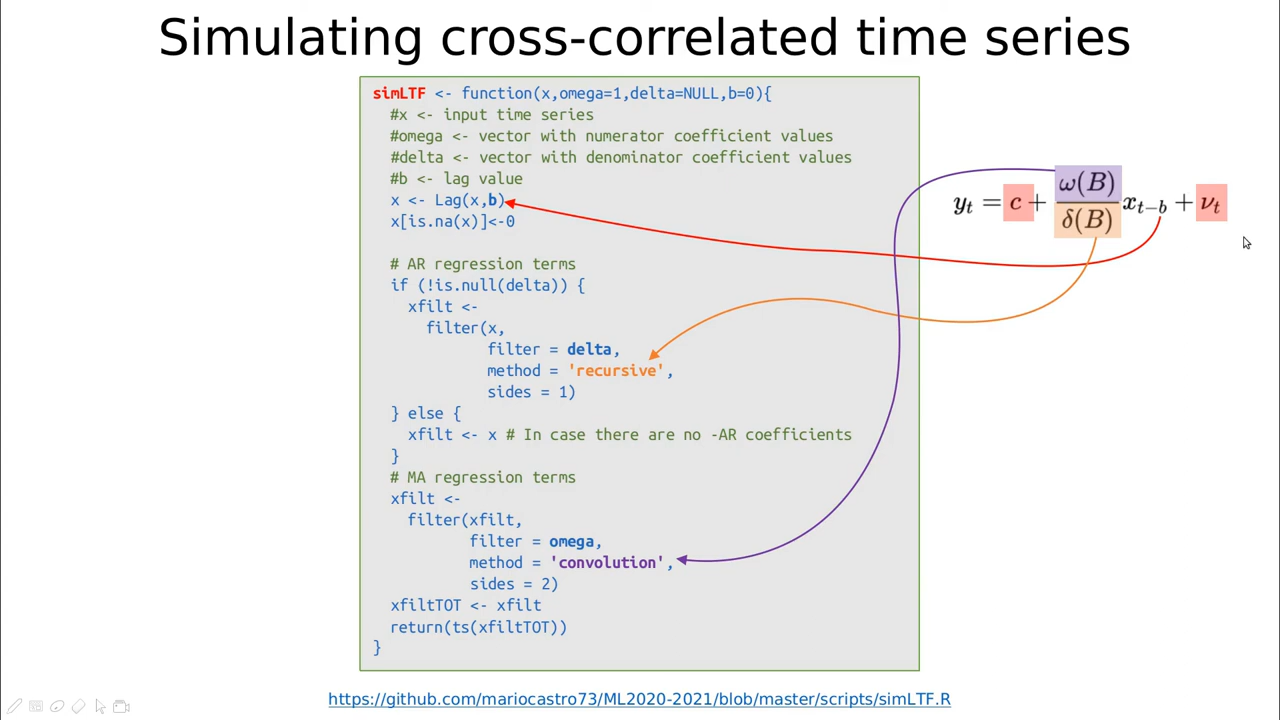 Simulating cross-correlated time series
simLTF <- function(x,omega=1,delta=NULL,b=0){
#x <- input time series
#omega <- vector with numerator coefficient values
#delta <- vector with denominator coefficient values
#b <- lag value
x <- Lag(x,b)
x[is.na(x)]<-0
# AR regression terms
if (!is.null(delta)) {
xfilt <-
filter(x,
filter = delta,
method = 'recursive',
sides = 1)
} else {
xfilt <- x # In case there are no -AR coefficients
}
# MA regression terms
xfilt <-
filter(xfilt,
filter = omega,
method = 'convolution',
sides = 2)
xfiltTOT <- xfilt
return(ts(xfiltTOT))
}
y_t = c + ω(B)/δ(B) x_{t−b} + ν_t
https://github.com/mariocastro73/ML2020-2021/blob/master/scripts/simLTF.R